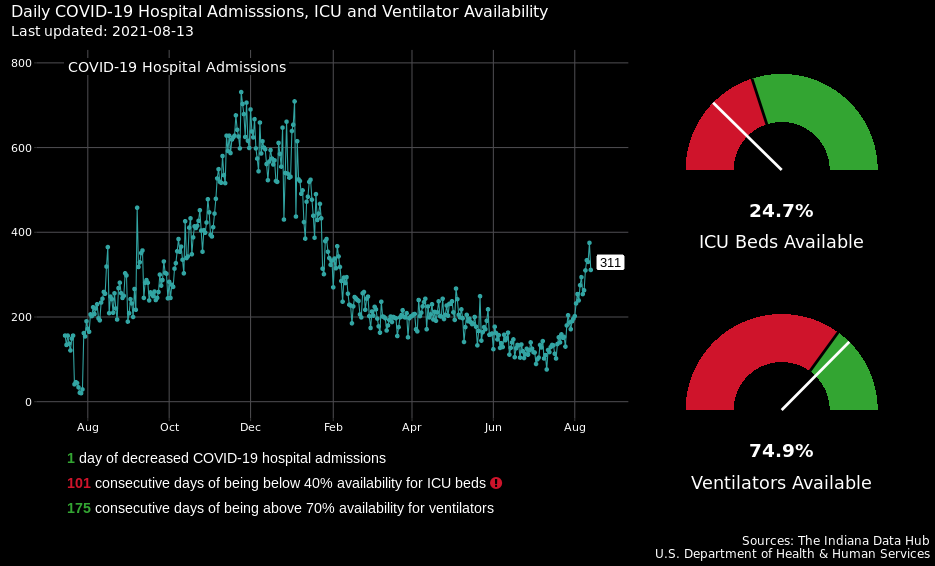 Daily COVID-19 Hospital Admisssions, ICU and Ventilator Availability
Last updated: 2021-08-13
COVID-19 Hospital Admissions
800
600
400
200
0
Aug Oct Dec Feb Apr Jun Aug
311
24.7%
ICU Beds Available
74.9%
Ventilators Available
1 day of decreased COVID-19 hospital admissions
101 consecutive days of being below 40% availability for ICU beds !
175 consecutive days of being above 70% availability for ventilators
Sources: The Indiana Data Hub
U.S. Department of Health & Human Services